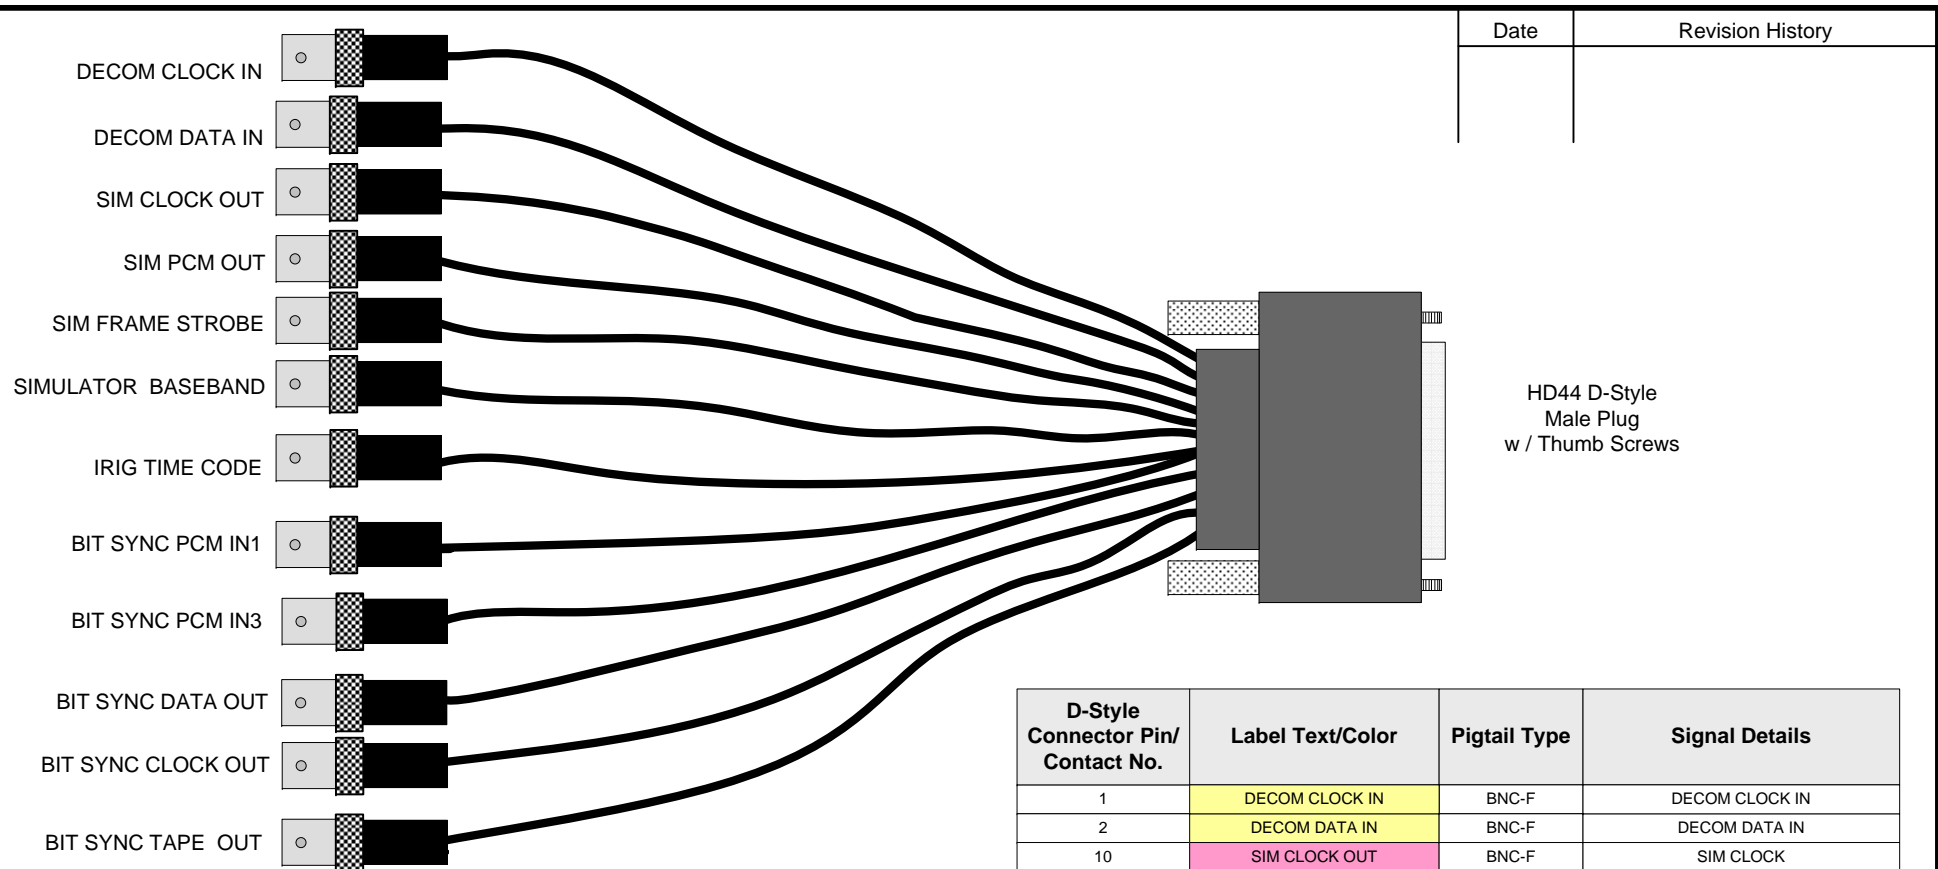 Date Revision History
DECOM CLOCK IN
DECOM DATA IN
SIM CLOCK OUT
SIM PCM OUT
SIM FRAME STROBE
SIMULATOR BASEBAND
IRIG TIME CODE
BIT SYNC PCM IN1
BIT SYNC PCM IN3
BIT SYNC DATA OUT
BIT SYNC CLOCK OUT
BIT SYNC TAPE OUT
HD44 D-Style
Male Plug
w / Thumb Screws
D-Style
Connector Pin/
Contact No.
Label Text/Color
Pigtail Type
Signal Details
1 DECOM CLOCK IN BNC-F DECOM CLOCK IN
2 DECOM DATA IN BNC-F DECOM DATA IN
10 SIM CLOCK OUT BNC-F SIM CLOCK